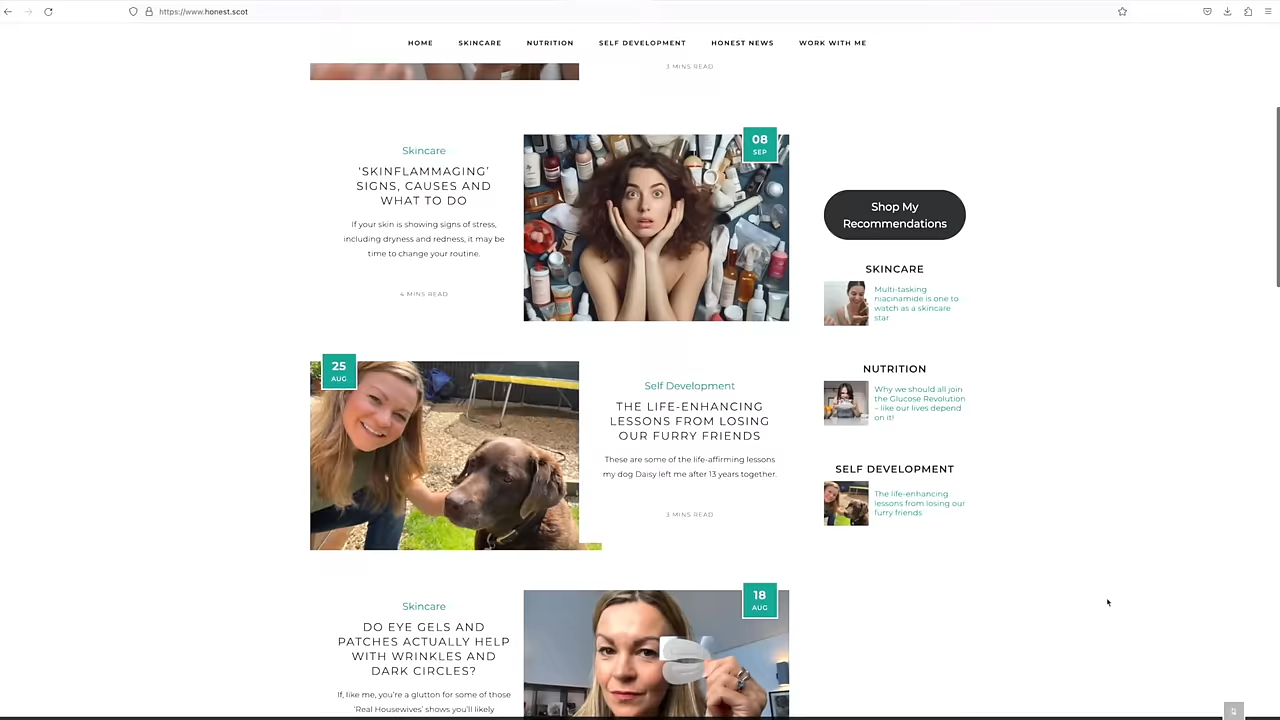 https://www.honest.scot
HOME SKINCARE NUTRITION SELF DEVELOPMENT HONEST NEWS WORK WITH ME
3 MINS READ
08
SEP
Skincare
‘SKINFLAMMAGING’
SIGNS, CAUSES AND
WHAT TO DO
If your skin is showing signs of stress,
including dryness and redness, it may be
time to change your routine.
4 MINS READ
25
AUG
Self Development
THE LIFE-ENHANCING
LESSONS FROM LOSING
OUR FURRY FRIENDS
These are some of the life-affirming lessons
my dog Daisy left me after 13 years together.
3 MINS READ
18
AUG
Skincare
DO EYE GELS AND
PATCHES ACTUALLY HELP
WITH WRINKLES AND
DARK CIRCLES?
If, like me, you’re a glutton for some of those
‘Real Housewives’ shows you’ll likely
Shop My
Recommendations
SKINCARE
Multi-tasking
niacinamide is one to
watch as a skincare
star
NUTRITION
Why we should all join
the Glucose Revolution
– like our lives depend
on it!
SELF DEVELOPMENT
The life-enhancing
lessons from losing our
furry friends